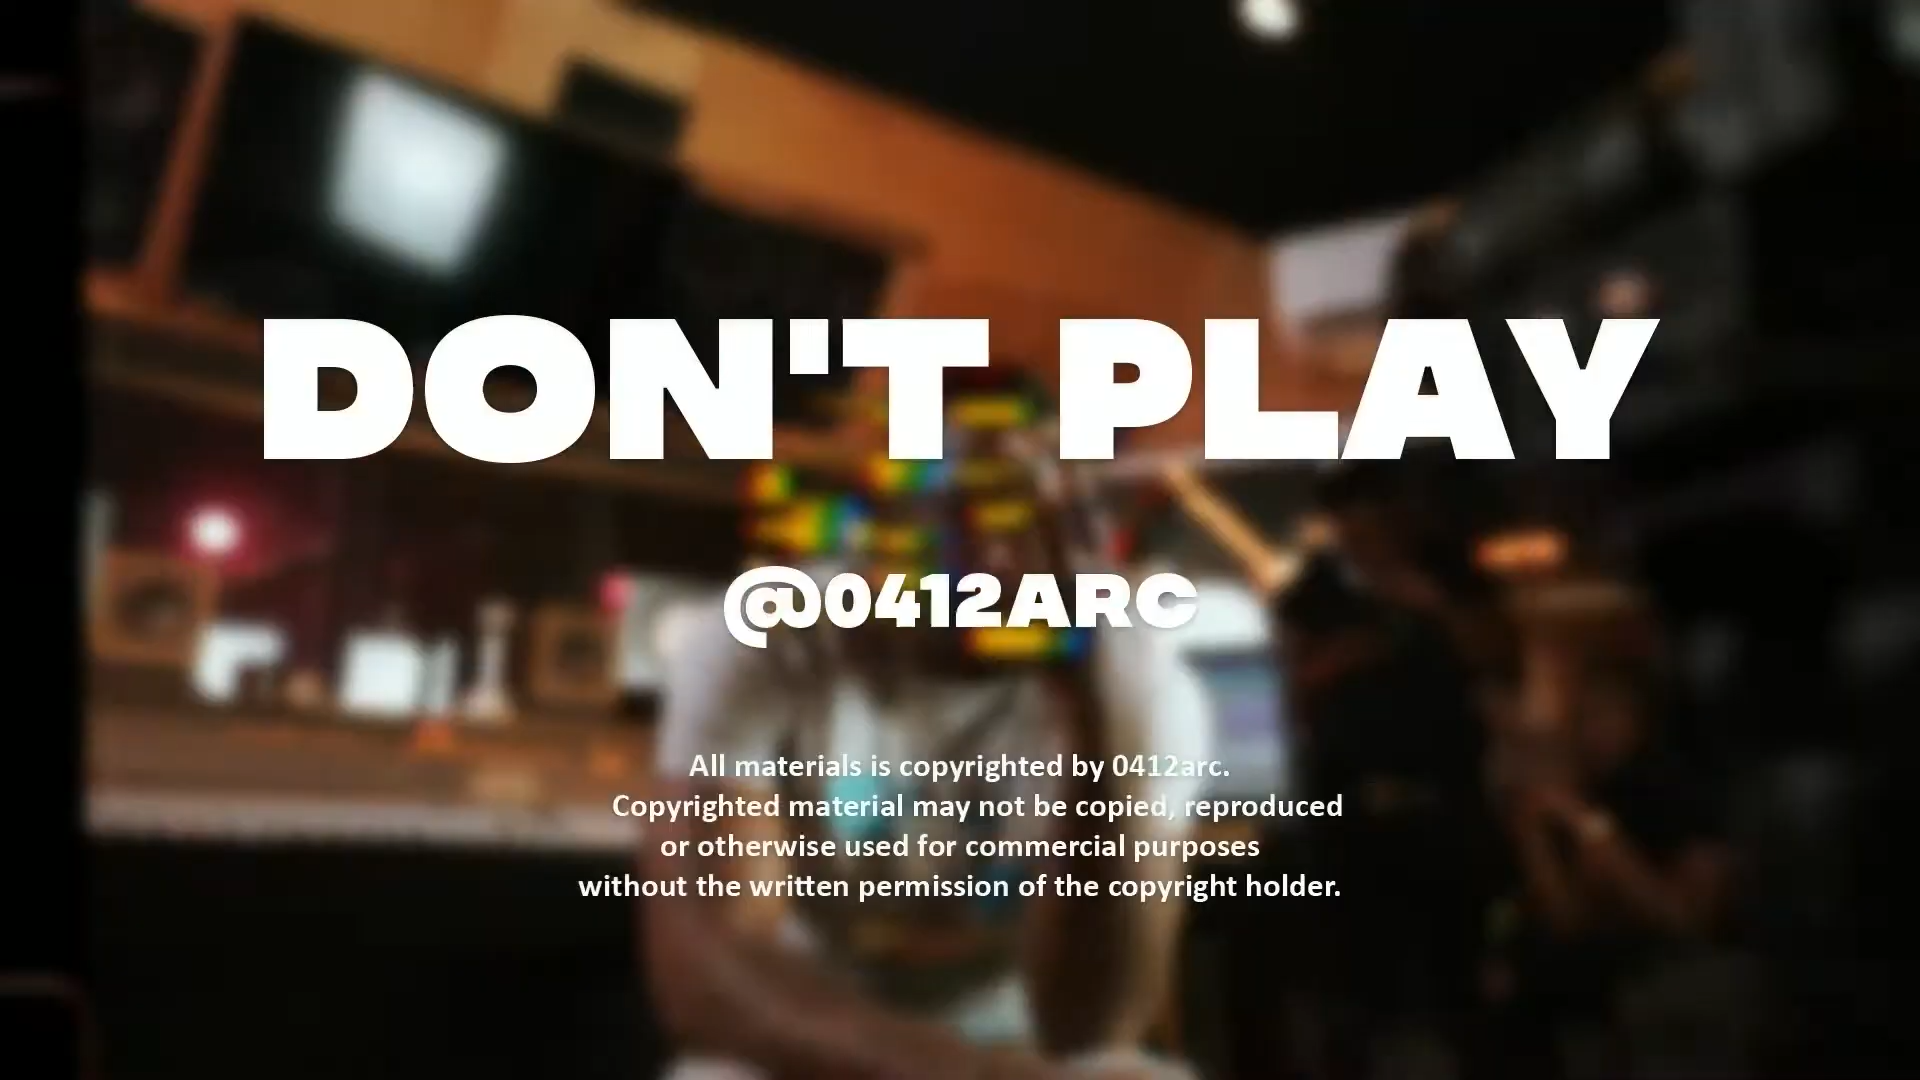 DON'T PLAY
@0412ARC
All materials is copyrighted by 0412arc.
Copyrighted material may not be copied, reproduced
or otherwise used for commercial purposes
without the written permission of the copyright holder.